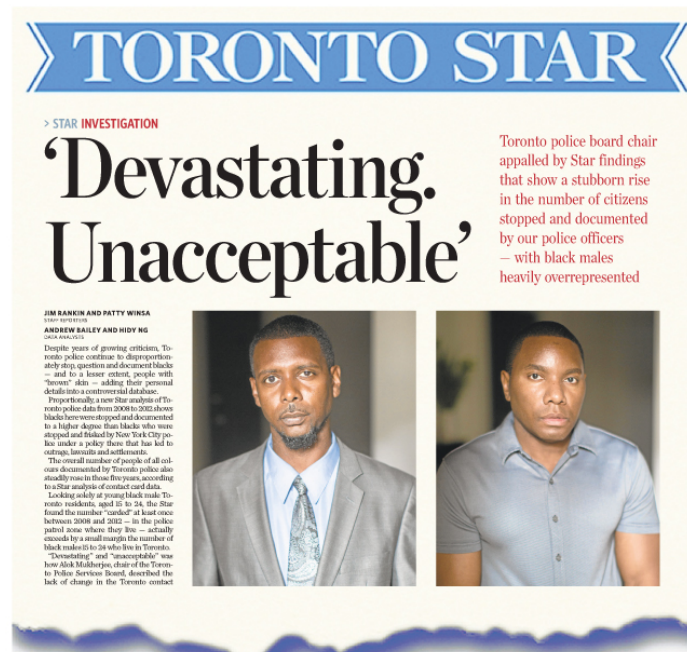 TORONTO STAR
> STAR INVESTIGATION
‘Devastating.
Unacceptable’
Toronto police board chair
appalled by Star findings
that show a stubborn rise
in the number of citizens
stopped and documented
by our police officers
— with black males
heavily overrepresented
JIM RANKIN AND PATTY WINSA
STAFF REPORTERS
ANDREW BAILEY AND HIDY NG
DATA ANALYSTS
Despite years of growing criticism, To-
ronto police continue to disproportion-
ately stop, question and document blacks
— and to a lesser extent, people with
“brown” skin — adding their personal
details into a controversial database.
Proportionally, a new Star analysis of To-
ronto police data from 2008 to 2012 shows
blacks here were stopped and documented
to a higher degree than blacks who were
stopped and frisked by New York City po-
lice under a policy there that has led to
outrage, lawsuits and settlements.
The overall number of people of all col-
ours documented by Toronto police also
steadily rose in those five years, according
to a Star analysis of contact card data.
Looking solely at young black male To-
ronto residents, aged 15 to 24, the Star
found the number “carded” at least once
between 2008 and 2012 — in the police
patrol zone where they live — actually
exceeds by a small margin the number of
black males 15 to 24 who live in Toronto.
“Devastating” and “unacceptable” was
how Alok Mukherjee, chair of the Toron-
to Police Services Board, described the
lack of change in the Toronto contact